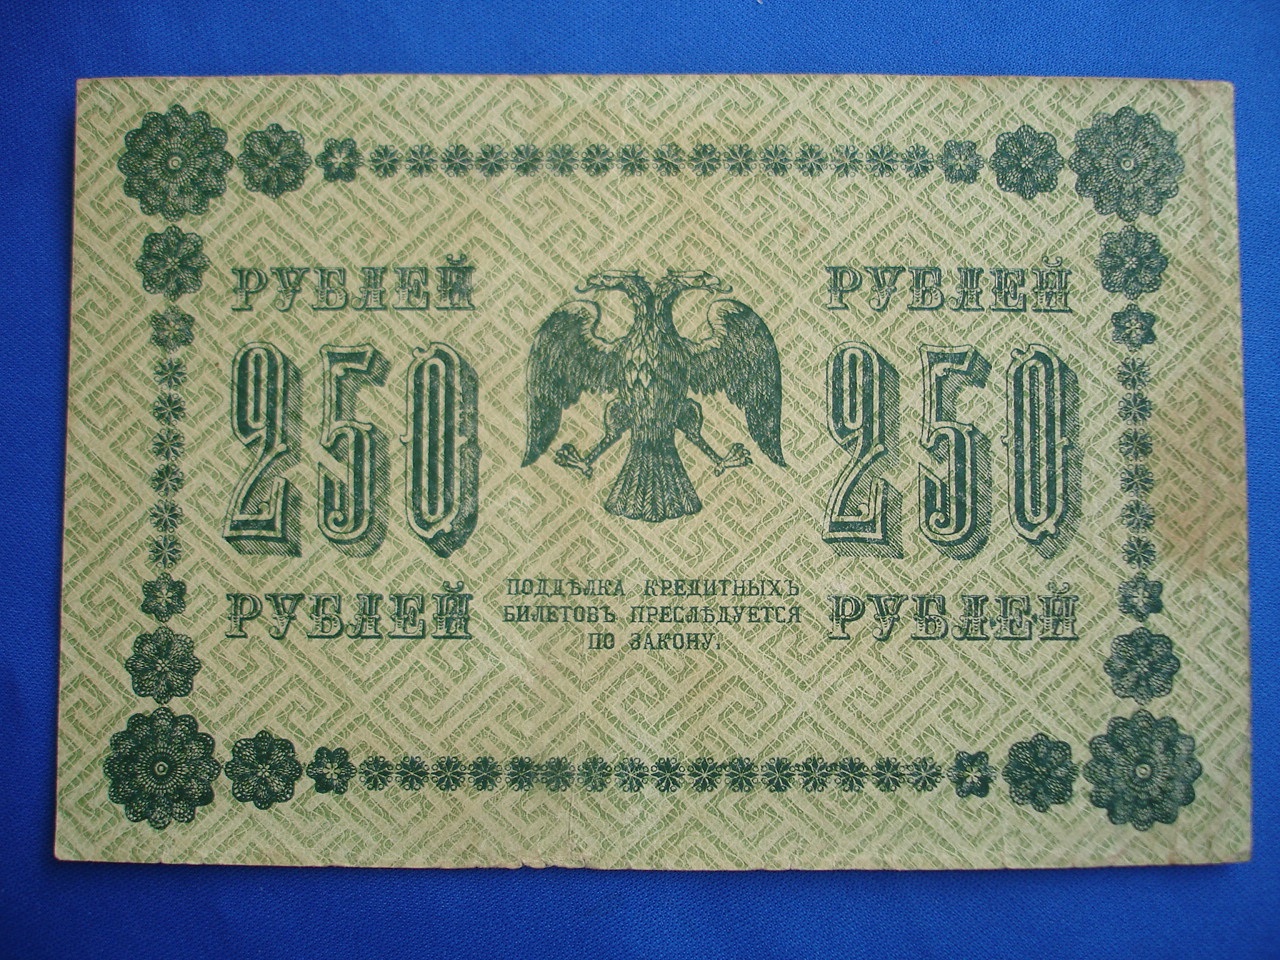 РУБЛЕЙ РУБЛЕЙ
250 250
РУБЛЕЙ РУБЛЕЙ
ПОДДѢЛКА КРЕДИТНЫХЪ
БИЛЕТОВЪ ПРЕСЛѢДУЕТСЯ
ПО ЗАКОНУ.